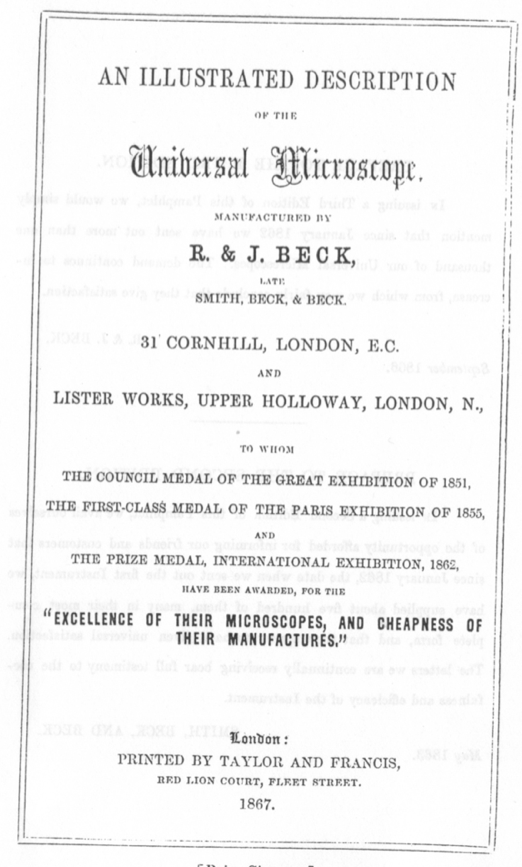 AN ILLUSTRATED DESCRIPTION
OF THE
Universal Microscope,
MANUFACTURED BY
R. & J. BECK,
LATE
SMITH, BECK, & BECK.
31 CORNHILL, LONDON, E.C.
AND
LISTER WORKS, UPPER HOLLOWAY, LONDON, N.,
TO WHOM
THE COUNCIL MEDAL OF THE GREAT EXHIBITION OF 1851,
THE FIRST-CLASS MEDAL OF THE PARIS EXHIBITION OF 1855,
AND
THE PRIZE MEDAL, INTERNATIONAL EXHIBITION, 1862,
HAVE BEEN AWARDED, FOR THE
"EXCELLENCE OF THEIR MICROSCOPES, AND CHEAPNESS OF
THEIR MANUFACTURES."
London:
PRINTED BY TAYLOR AND FRANCIS,
RED LION COURT, FLEET STREET.
1867.